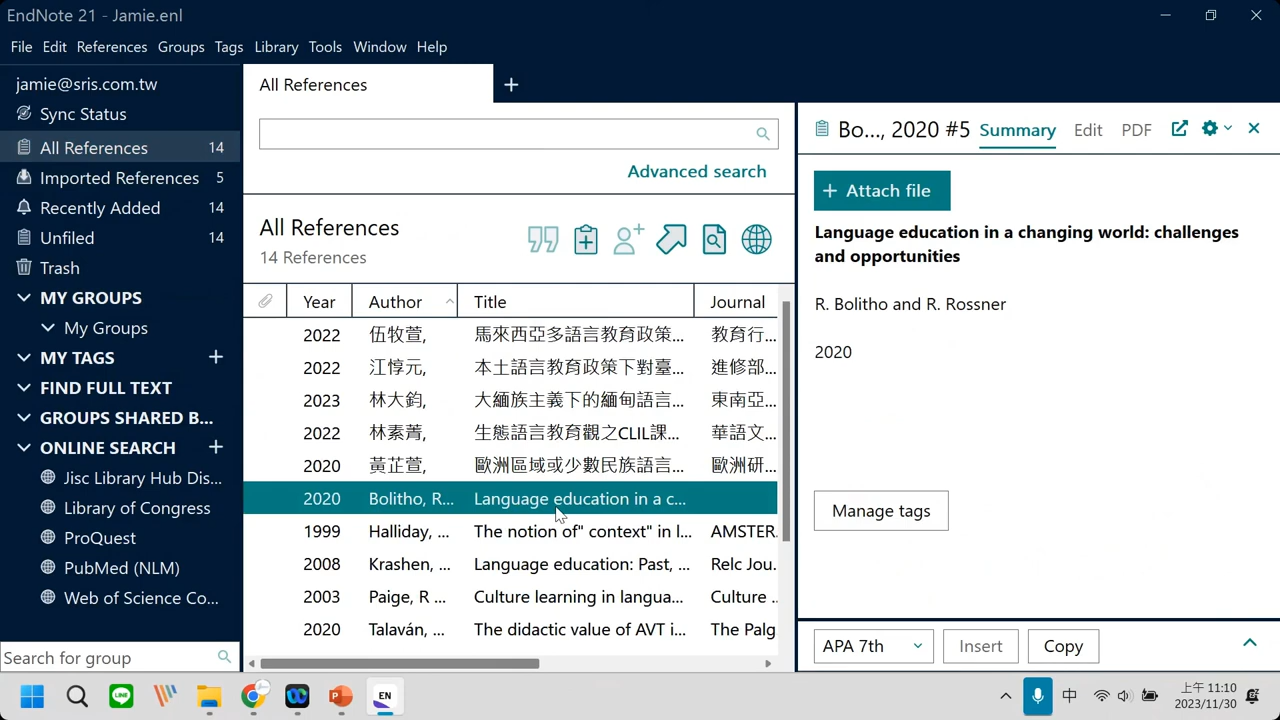 EndNote 21 - Jamie.enl
File Edit References Groups Tags Library Tools Window Help
jamie@sris.com.tw
Sync Status
All References 14
Imported References 5
Recently Added 14
Unfiled 14
Trash
MY GROUPS
My Groups
MY TAGS +
FIND FULL TEXT
GROUPS SHARED B...
ONLINE SEARCH +
Jisc Library Hub Dis...
Library of Congress
ProQuest
PubMed (NLM)
Web of Science Co...
Search for group
All References +
Advanced search
All References
14 References
Year Author Title Journal
2022 伍牧萱, 馬來西亞多語言教育政策... 教育行...
2022 江惇元, 本土語言教育政策下對臺... 進修部...
2023 林大鈞, 大緬族主義下的緬甸語言... 東南亞...
2022 林素菁, 生態語言教育觀之CLIL課... 華語文...
2020 黃芷萱, 歐洲區域或少數民族語言... 歐洲研...
2020 Bolitho, R... Language education in a c...
1999 Halliday, ... The notion of" context" in l... AMSTER
2008 Krashen, ... Language education: Past, ... Relc Jou.
2003 Paige, R ... Culture learning in langua... Culture ..
2020 Talaván, ... The didactic value of AVT i... The Palg
Bo..., 2020 #5 Summary Edit PDF
+ Attach file
Language education in a changing world: challenges
and opportunities
R. Bolitho and R. Rossner
2020
Manage tags
APA 7th Insert Copy
EN
中
上午 11:10
2023/11/30